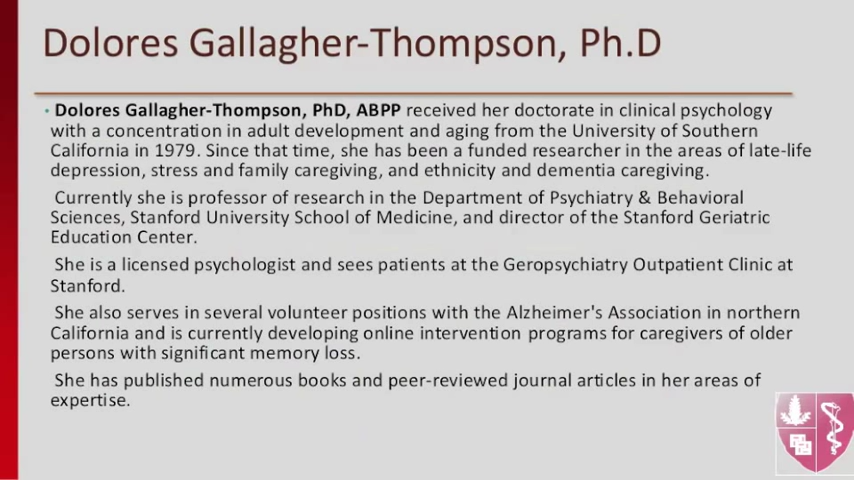 Dolores Gallagher-Thompson, Ph.D
• Dolores Gallagher-Thompson, PhD, ABPP received her doctorate in clinical psychology
with a concentration in adult development and aging from the University of Southern
California in 1979. Since that time, she has been a funded researcher in the areas of late-life
depression, stress and family caregiving, and ethnicity and dementia caregiving.
Currently she is professor of research in the Department of Psychiatry & Behavioral
Sciences, Stanford University School of Medicine, and director of the Stanford Geriatric
Education Center.
She is a licensed psychologist and sees patients at the Geropsychiatry Outpatient Clinic at
Stanford.
She also serves in several volunteer positions with the Alzheimer's Association in northern
California and is currently developing online intervention programs for caregivers of older
persons with significant memory loss.
She has published numerous books and peer-reviewed journal articles in her areas of
expertise.